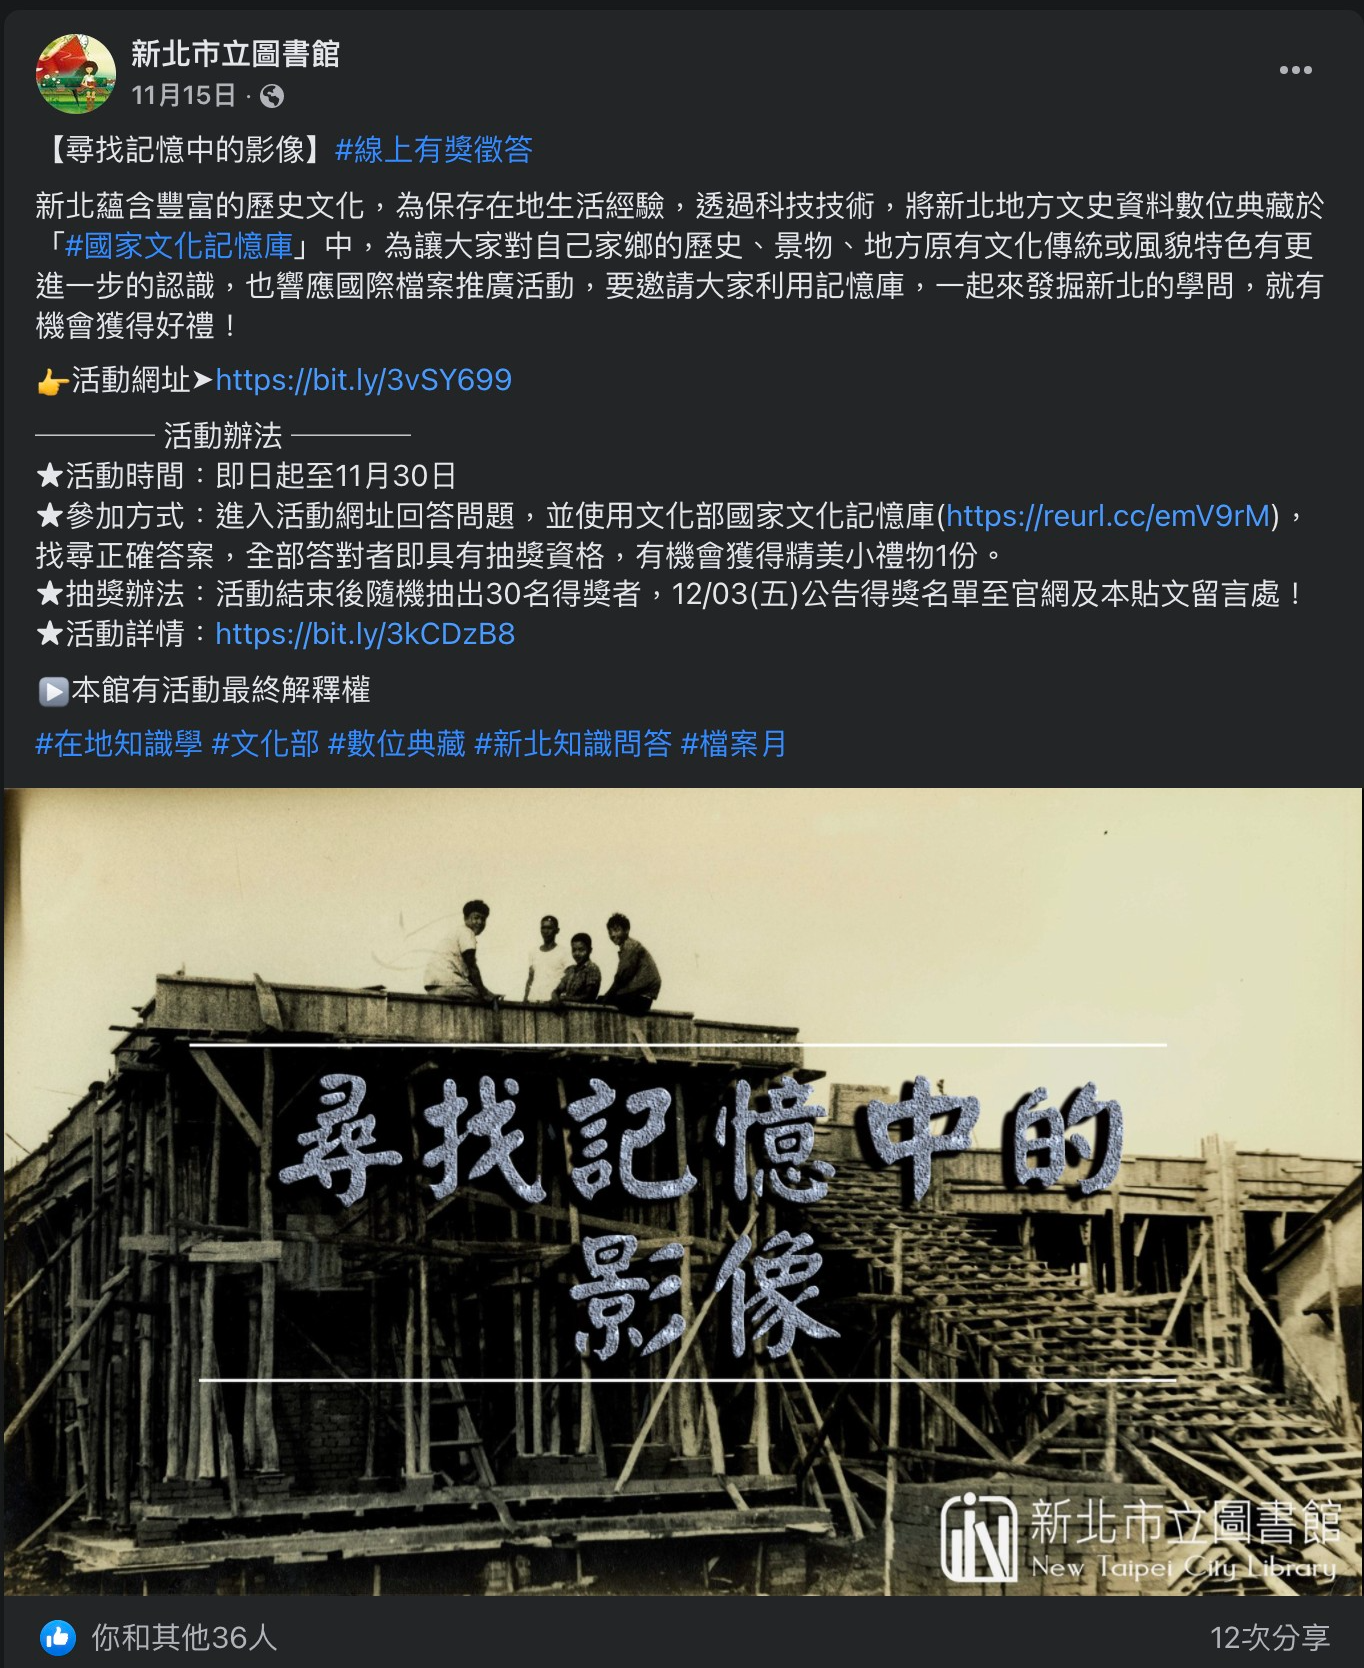 新北市立圖書館
11月15日 ·
【尋找記憶中的影像】#線上有獎徵答
新北蘊含豐富的歷史文化，為保存在地生活經驗，透過科技技術，將新北地方文史資料數位典藏於
「#國家文化記憶庫」中，為讓大家對自己家鄉的歷史、景物、地方原有文化傳統或風貌特色有更
進一步的認識，也響應國際檔案推廣活動，要邀請大家利用記憶庫，一起來發掘新北的學問，就有
機會獲得好禮！
👉活動網址➤https://bit.ly/3vSY699
———— 活動辦法 ————
★活動時間：即日起至11月30日
★參加方式：進入活動網址回答問題，並使用文化部國家文化記憶庫(https://reurl.cc/emV9rM)，
找尋正確答案，全部答對者即具有抽獎資格，有機會獲得精美小禮物1份。
★抽獎辦法：活動結束後隨機抽出30名得獎者，12/03(五)公告得獎名單至官網及本貼文留言處！
★活動詳情：https://bit.ly/3kCDzB8
▶️本館有活動最終解釋權
#在地知識學 #文化部 #數位典藏 #新北知識問答 #檔案月
尋找記憶中的
影像
新北市立圖書館
New Taipei City Library
你和其他36人
12次分享